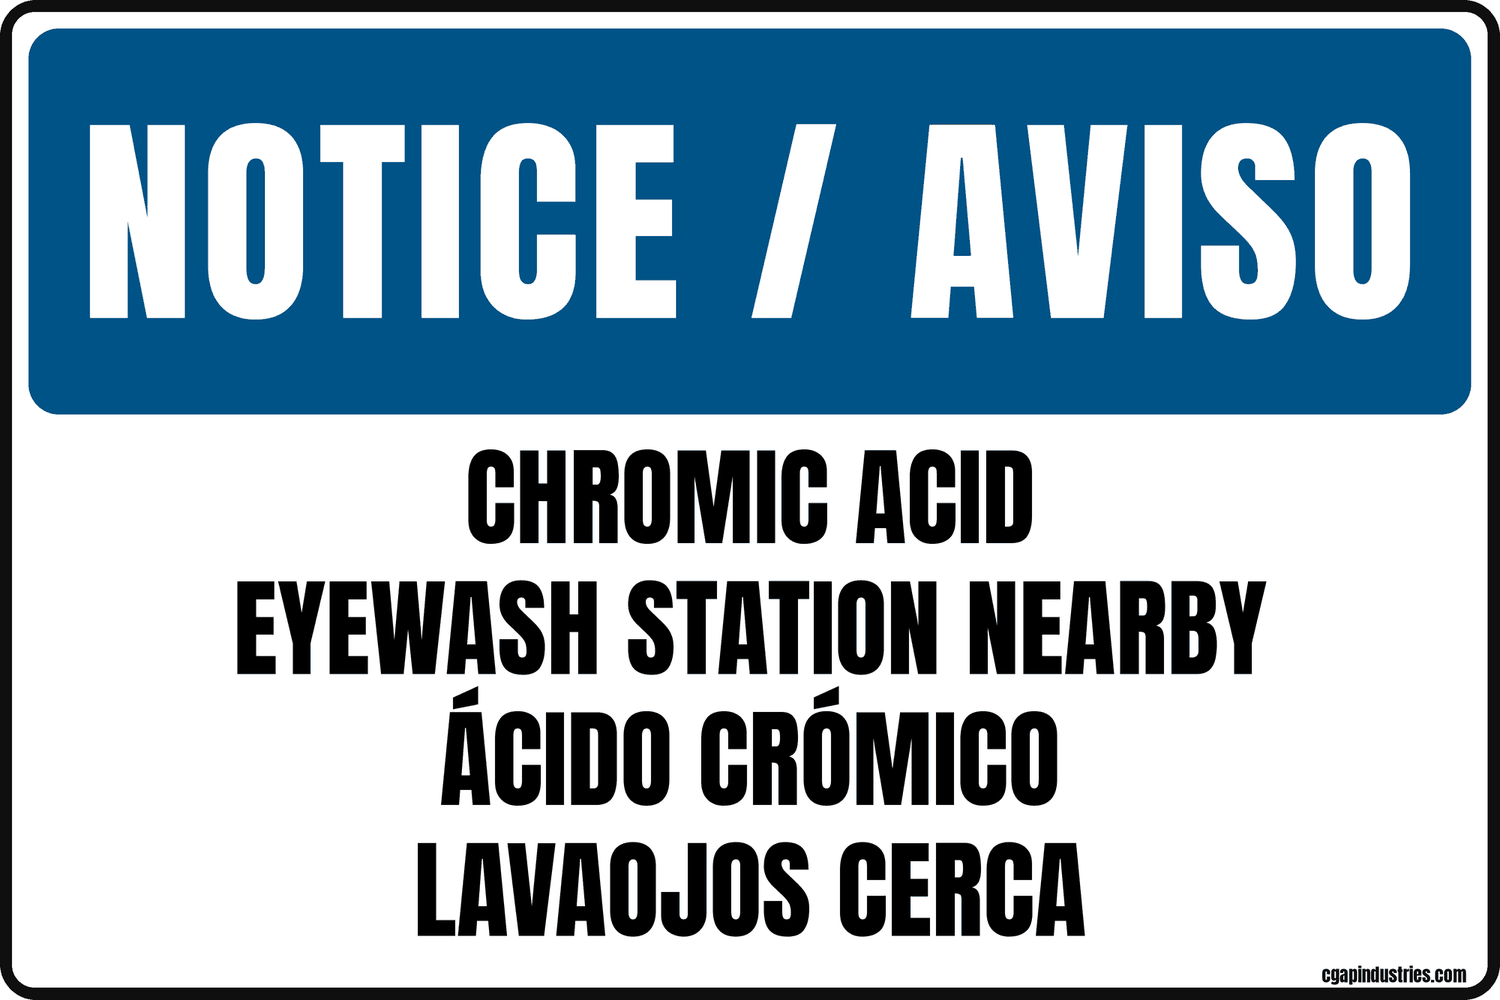 NOTICE / AVISO
CHROMIC ACID
EYEWASH STATION NEARBY
ÁCIDO CRÓMICO
LAVAOJOS CERCA
cgapindustries.com